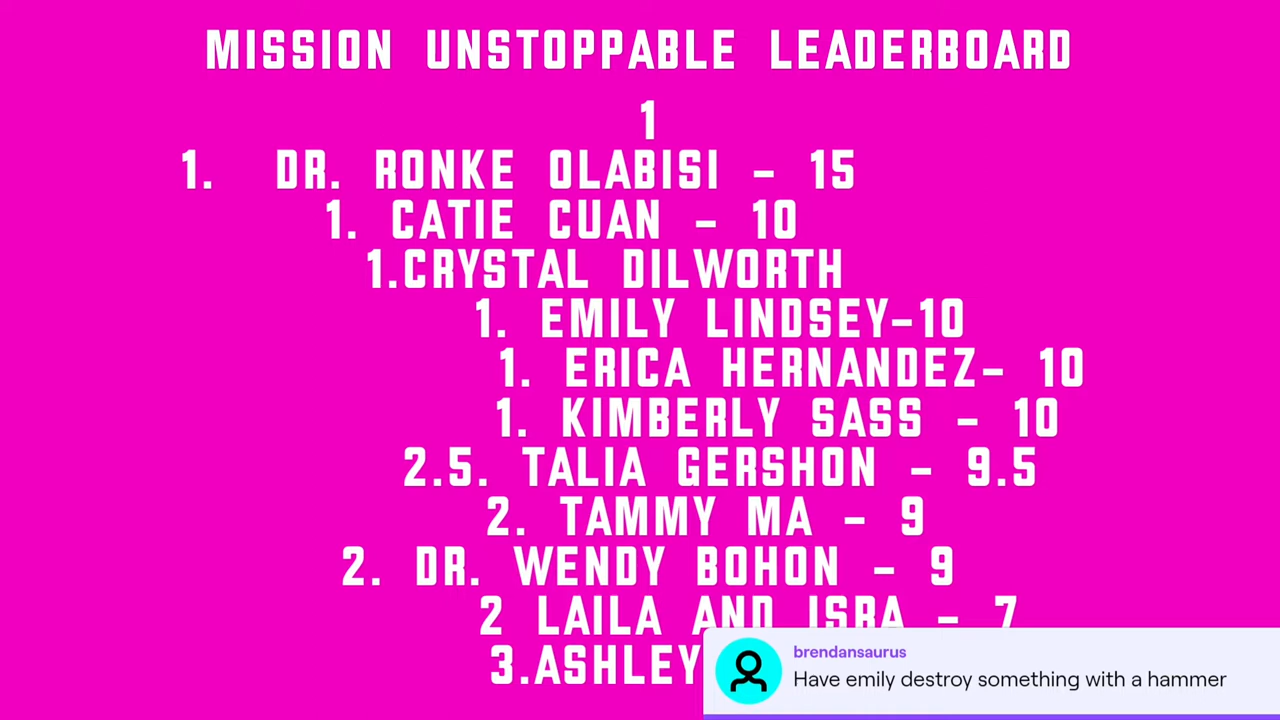 MISSION UNSTOPPABLE LEADERBOARD
1
1. DR. RONKE OLABISI - 15
1. CATIE CUAN - 10
1.CRYSTAL DILWORTH
1. EMILY LINDSEY-10
1. ERICA HERNANDEZ- 10
1. KIMBERLY SASS - 10
2.5. TALIA GERSHON - 9.5
2. TAMMY MA - 9
2. DR. WENDY BOHON - 9
2 LAILA AND ISRA - 7
3.ASHLEY
brendansaurus
Have emily destroy something with a hammer